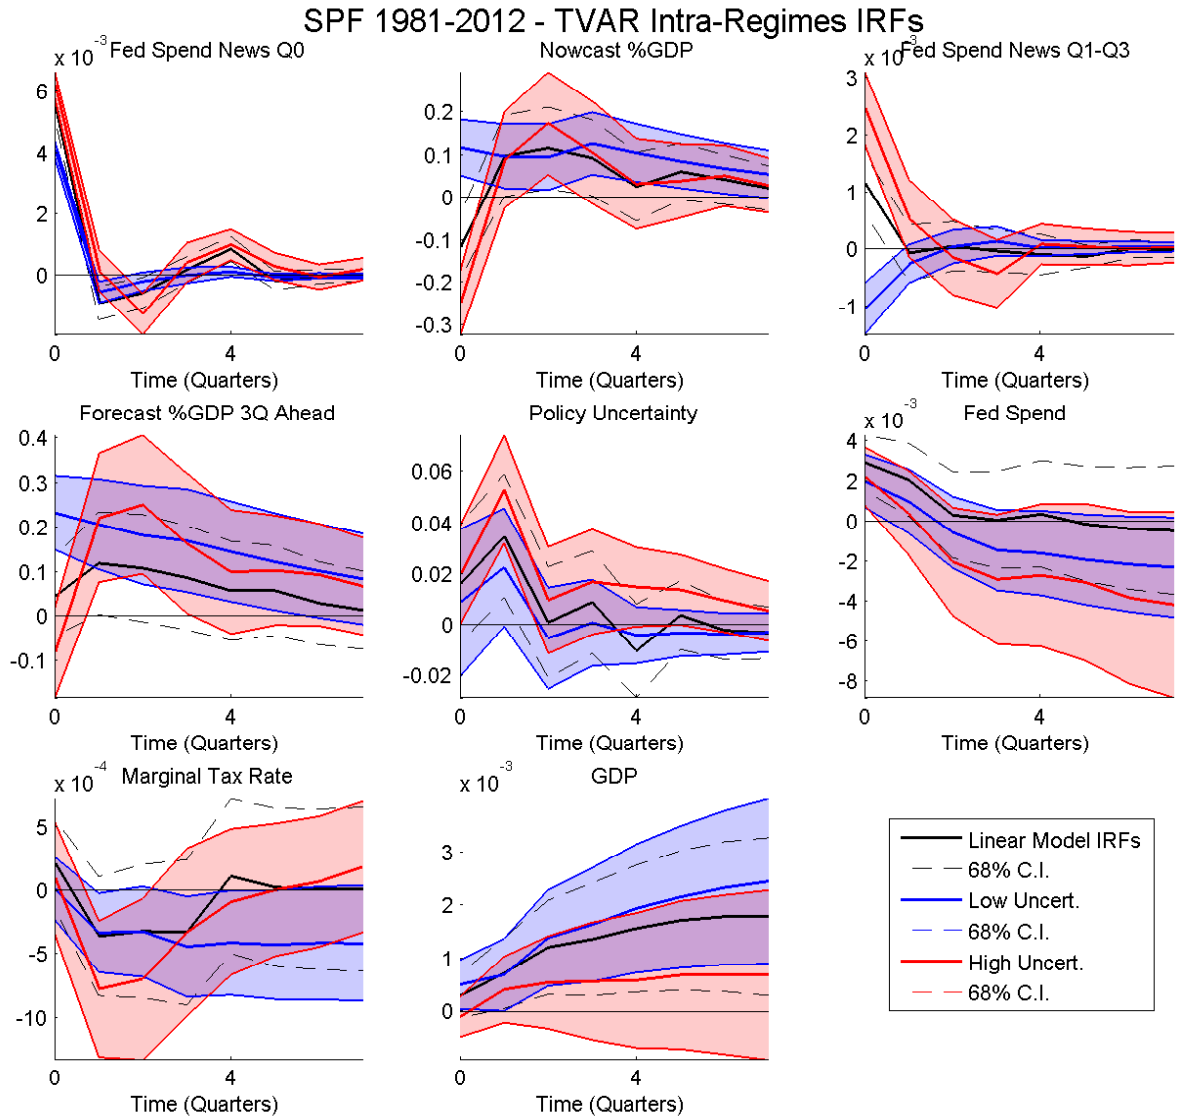 SPF 1981-2012 - TVAR Intra-Regimes IRFs
x 10^-3 Fed Spend News Q0
6
4
2
0
0 4
Time (Quarters)
Nowcast %GDP
0.2
0.1
0
-0.1
-0.2
-0.3
0 4
Time (Quarters)
x 10^-3 Fed Spend News Q1-Q3
3
2
1
0
-1
0 4
Time (Quarters)
Forecast %GDP 3Q Ahead
0.4
0.3
0.2
0.1
0
-0.1
0 4
Time (Quarters)
Policy Uncertainty
0.06
0.04
0.02
0
-0.02
0 4
Time (Quarters)
x 10^-3 Fed Spend
4
2
0
-2
-4
-6
-8
0 4
Time (Quarters)
x 10^-4 Marginal Tax Rate
5
0
-5
-10
0 4
Time (Quarters)
x 10^-3 GDP
3
2
1
0
0 4
Time (Quarters)
Linear Model IRFs
68% C.I.
Low Uncert.
68% C.I.
High Uncert.
68% C.I.